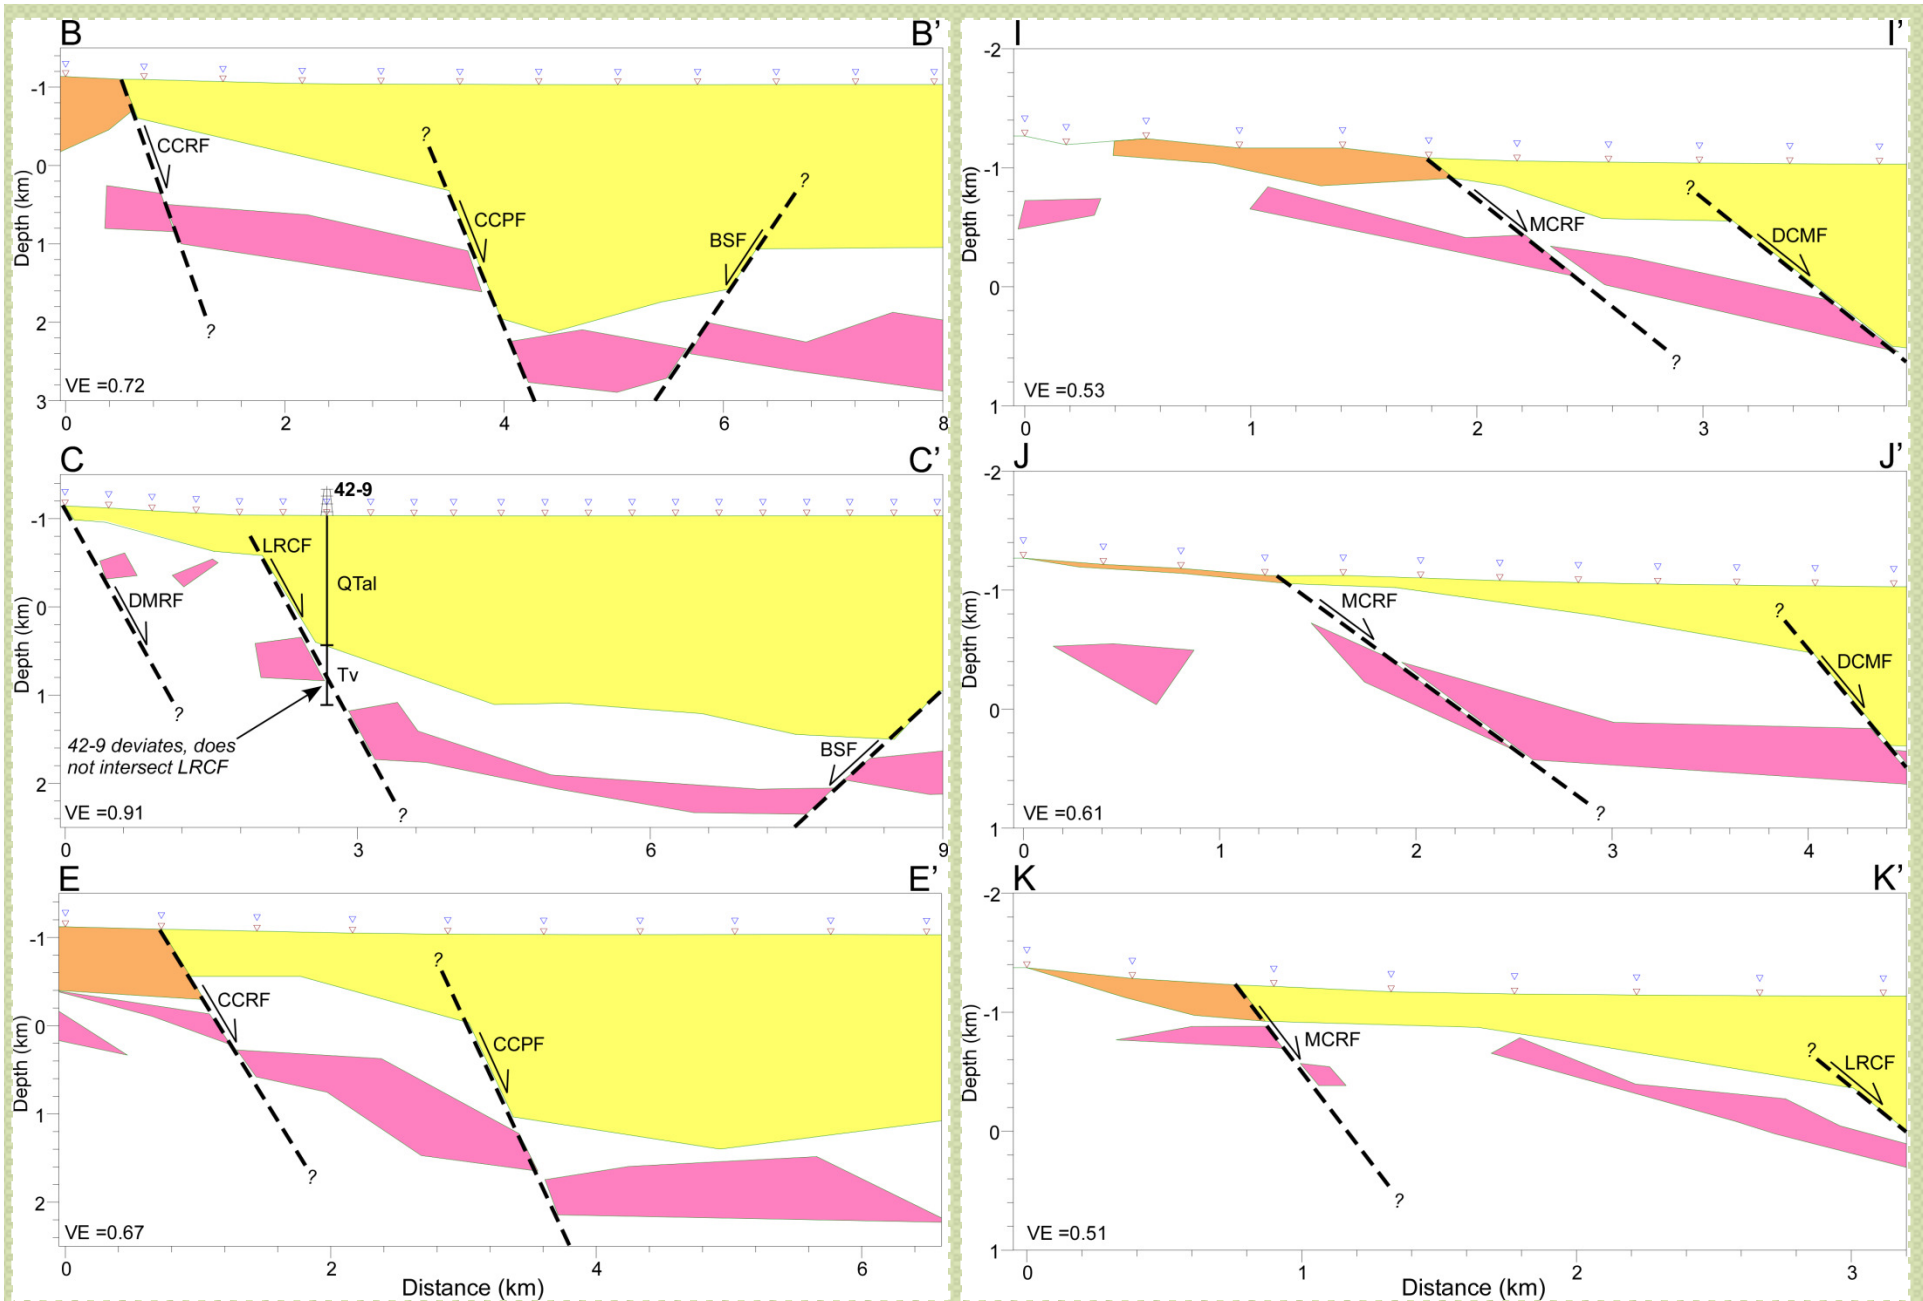 B B'
Depth (km)
-1
0
1
2
3
CCRF
?
?
CCPF
?
BSF
VE =0.72
0 2 4 6 8
C C'
Depth (km)
-1
0
1
2
42-9
LRCF
QTal
DMRF
Tv
?
42-9 deviates, does
not intersect LRCF
BSF
?
VE =0.91
0 3 6 9
E E'
Depth (km)
-1
0
1
2
?
CCRF
CCPF
?
VE =0.67
0 2 4 6
Distance (km)
I I'
Depth (km)
-2
-1
0
1
?
MCRF
DCMF
?
VE =0.53
0 1 2 3
J J'
Depth (km)
-2
-1
0
1
MCRF
?
DCMF
?
VE =0.61
0 1 2 3 4
K K'
Depth (km)
-2
-1
0
1
MCRF
?
LRCF
?
VE =0.51
0 1 2 3
Distance (km)